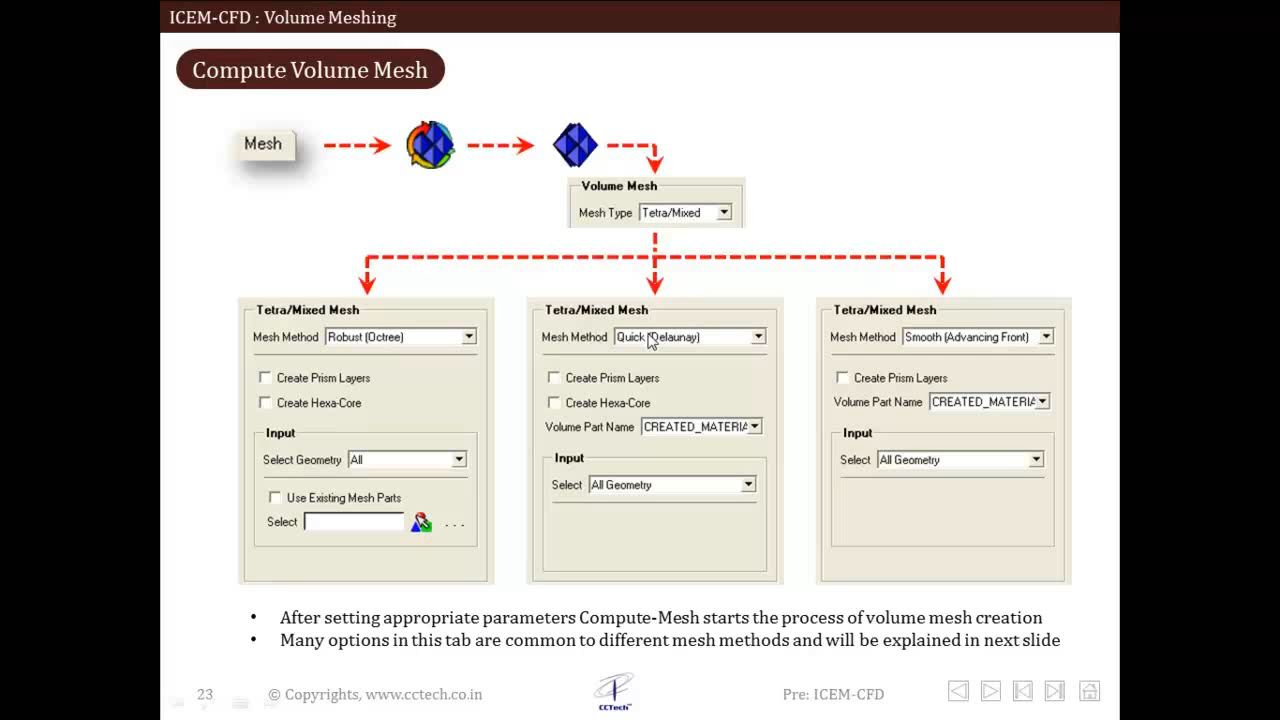 ICEM-CFD : Volume Meshing
Compute Volume Mesh
Mesh
Volume Mesh
Mesh Type Tetra/Mixed
Tetra/Mixed Mesh
Mesh Method Robust (Octree)
Create Prism Layers
Create Hexa-Core
Input
Select Geometry All
Use Existing Mesh Parts
Select ...
Tetra/Mixed Mesh
Mesh Method Quick (Delaunay)
Create Prism Layers
Create Hexa-Core
Volume Part Name CREATED_MATERIA
Input
Select All Geometry
Tetra/Mixed Mesh
Mesh Method Smooth (Advancing Front)
Create Prism Layers
Volume Part Name CREATED_MATERIA
Input
Select All Geometry
• After setting appropriate parameters Compute-Mesh starts the process of volume mesh creation
• Many options in this tab are common to different mesh methods and will be explained in next slide
23 © Copyrights, www.cctech.co.in
CCTech™
Pre: ICEM-CFD